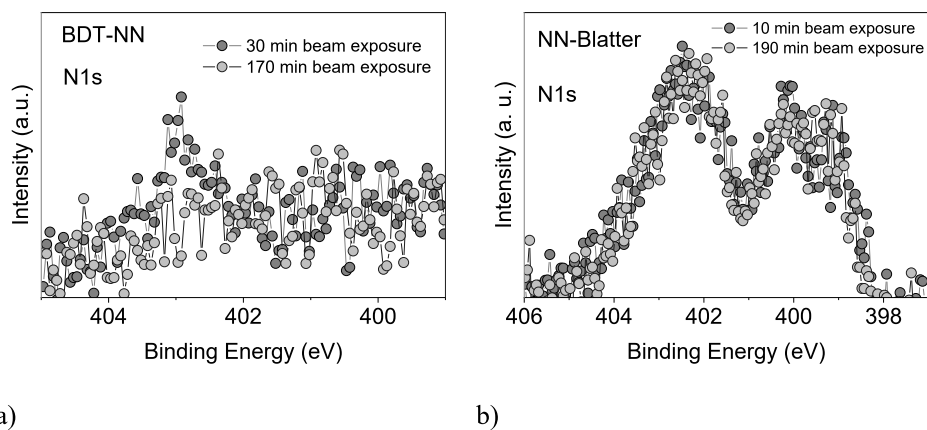 BDT-NN
30 min beam exposure
170 min beam exposure
N1s
Intensity (a.u.)
404 402 400
Binding Energy (eV)
NN-Blatter
10 min beam exposure
190 min beam exposure
N1s
Intensity (a. u.)
406 404 402 400 398
Binding Energy (eV)
a)
b)